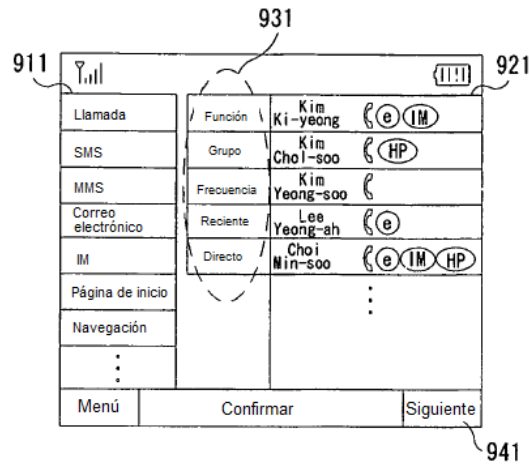 931
911
921
Llamada
SMS
MMS
Correo
electrónico
IM
Página de inicio
Navegación
Función
Grupo
Frecuencia
Reciente
Directo
Kim
Ki-yeong
e IM
Kim
Chol-soo
HP
Kim
Yeong-soo
Lee
Yeong-ah
e
Choi
Min-soo
e IM HP
Menú
Confirmar
Siguiente
941